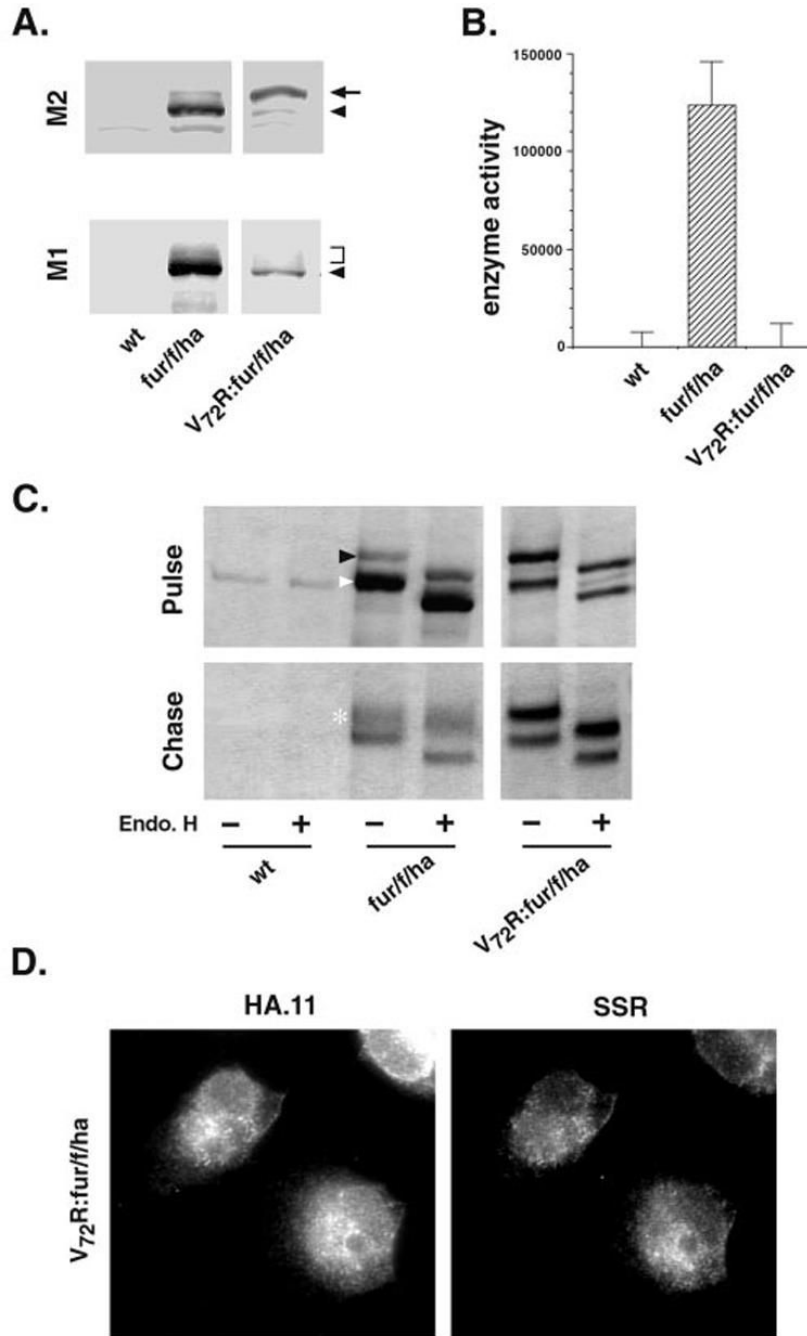 A.
M2
M1
wt
fur/f/ha
V72R:fur/f/ha
B.
enzyme activity
150000
100000
50000
0
wt
fur/f/ha
V72R:fur/f/ha
C.
Pulse
Chase
*
Endo. H
- + - + - +
wt
fur/f/ha
V72R:fur/f/ha
D.
HA.11 SSR
V72R:fur/f/ha